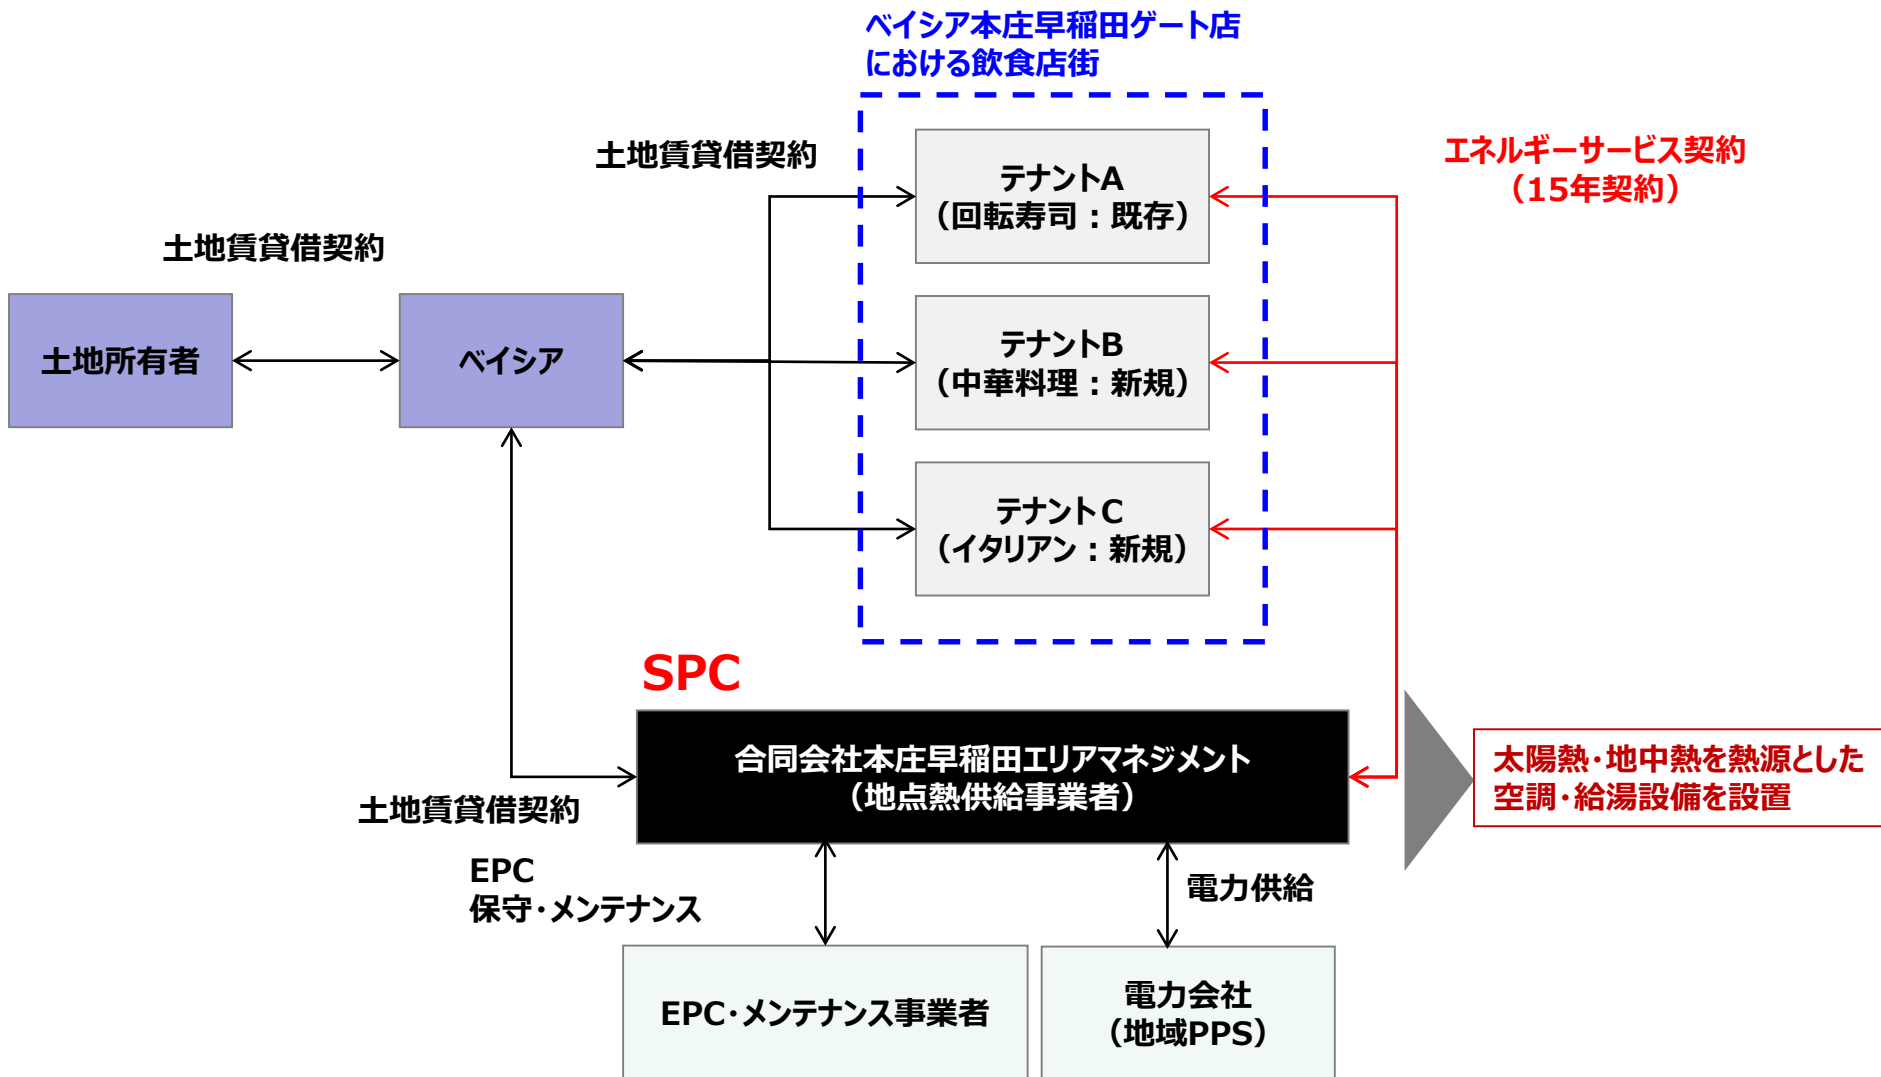 ベイシア本庄早稲田ゲート店
における飲食店街
土地賃貸借契約
エネルギーサービス契約
（15年契約）
テナントA
（回転寿司：既存）
土地賃貸借契約
土地所有者
ベイシア
テナントB
（中華料理：新規）
テナントC
（イタリアン：新規）
SPC
合同会社本庄早稲田エリアマネジメント
（地点熱供給事業者）
太陽熱・地中熱を熱源とした
空調・給湯設備を設置
土地賃貸借契約
EPC
保守・メンテナンス
電力供給
EPC・メンテナンス事業者
電力会社
（地域PPS）